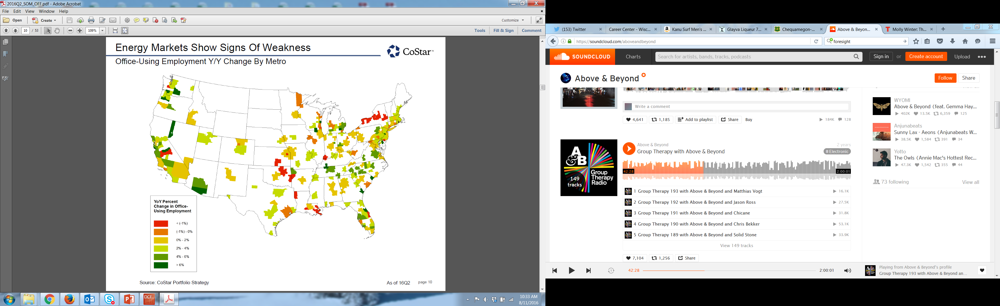 2016Q2_SOM_OFF.pdf - Adobe Acrobat
File Edit View Window Help
Open Create Customize
10 / 53 109% Tools Fill & Sign Comment
Energy Markets Show Signs Of Weakness
CoStar™
Office-Using Employment Y/Y Change By Metro
YoY Percent
Change in Office-
Using Employment
< (-1%)
(-1%) - 0%
0% - 2%
2% - 4%
4% - 6%
> 6%
Source: CoStar Portfolio Strategy
As of 16Q2 page 10
DCF
10:33 AM
8/11/2016
(153) Twitter
Career Center - Wisc...
Kanu Surf Men's ...
Glayva Liqueur 7...
Chequamegon-...
Above & Beyon...
Molly Winter: Th...
https://soundcloud.com/aboveandbeyond
foresight
SOUNDCLOUD Charts Search for artists, bands, tracks, podcasts Sign in or Create account Upload
Above & Beyond
Follow Share
Write a comment
4,641 1,185 Add to playlist Share Buy 184K 128
Above & Beyond 2 years
Group Therapy with Above & Beyond # Electronic
42:28 2:00:01
A&B
Group
Therapy
Radio
149
tracks
1 Group Therapy 193 with Above & Beyond and Matthias Vogt 16.1K
2 Group Therapy 192 with Above & Beyond and Jason Ross 27.5K
3 Group Therapy 191 with Above & Beyond and Chicane 31.8K
4 Group Therapy 190 with Above & Beyond and Chris Bekker 53.1K
5 Group Therapy 189 with Above & Beyond and Solid Stone 33.9K
View 149 tracks
7,104 1,256 Share
WYOMI
Above & Beyond (feat. Gemma Hay...
402K 13.5K 6,359 125
Anjunabeats
Sunny Lax - Aeons (Anjunabeats W...
38.5K 1,584 391 34
Yotto
The Owls (Annie Mac's Hottest Rec...
47.3K 1,542 355 44
73 following View all
1
42:28 2:00:01
Playing from Above & Beyond's profile
Group Therapy 193 with Above & Beyond an...